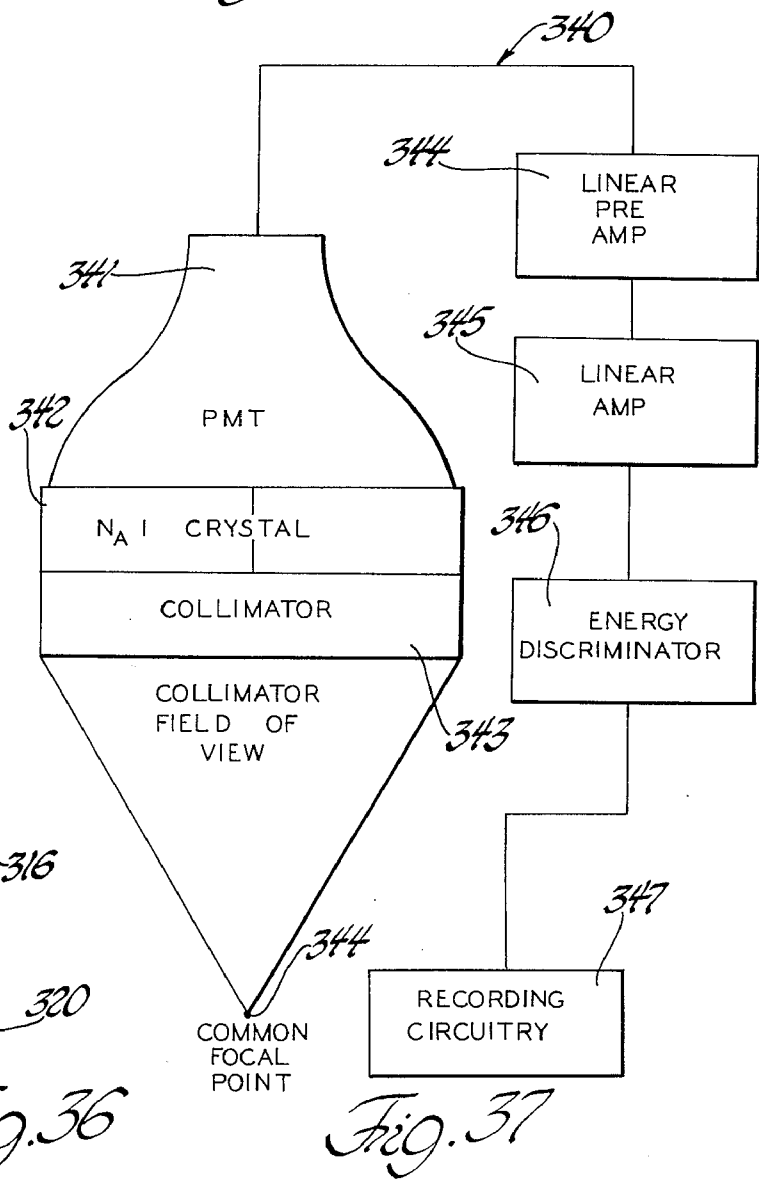 340
344
LINEAR
PRE
AMP
341
345
LINEAR
AMP
342
PMT
NA I CRYSTAL
346
COLLIMATOR
ENERGY
DISCRIMINATOR
COLLIMATOR
FIELD OF
VIEW
343
316
347
344
320
RECORDING
CIRCUITRY
COMMON
FOCAL
POINT
g.36
Fig.37